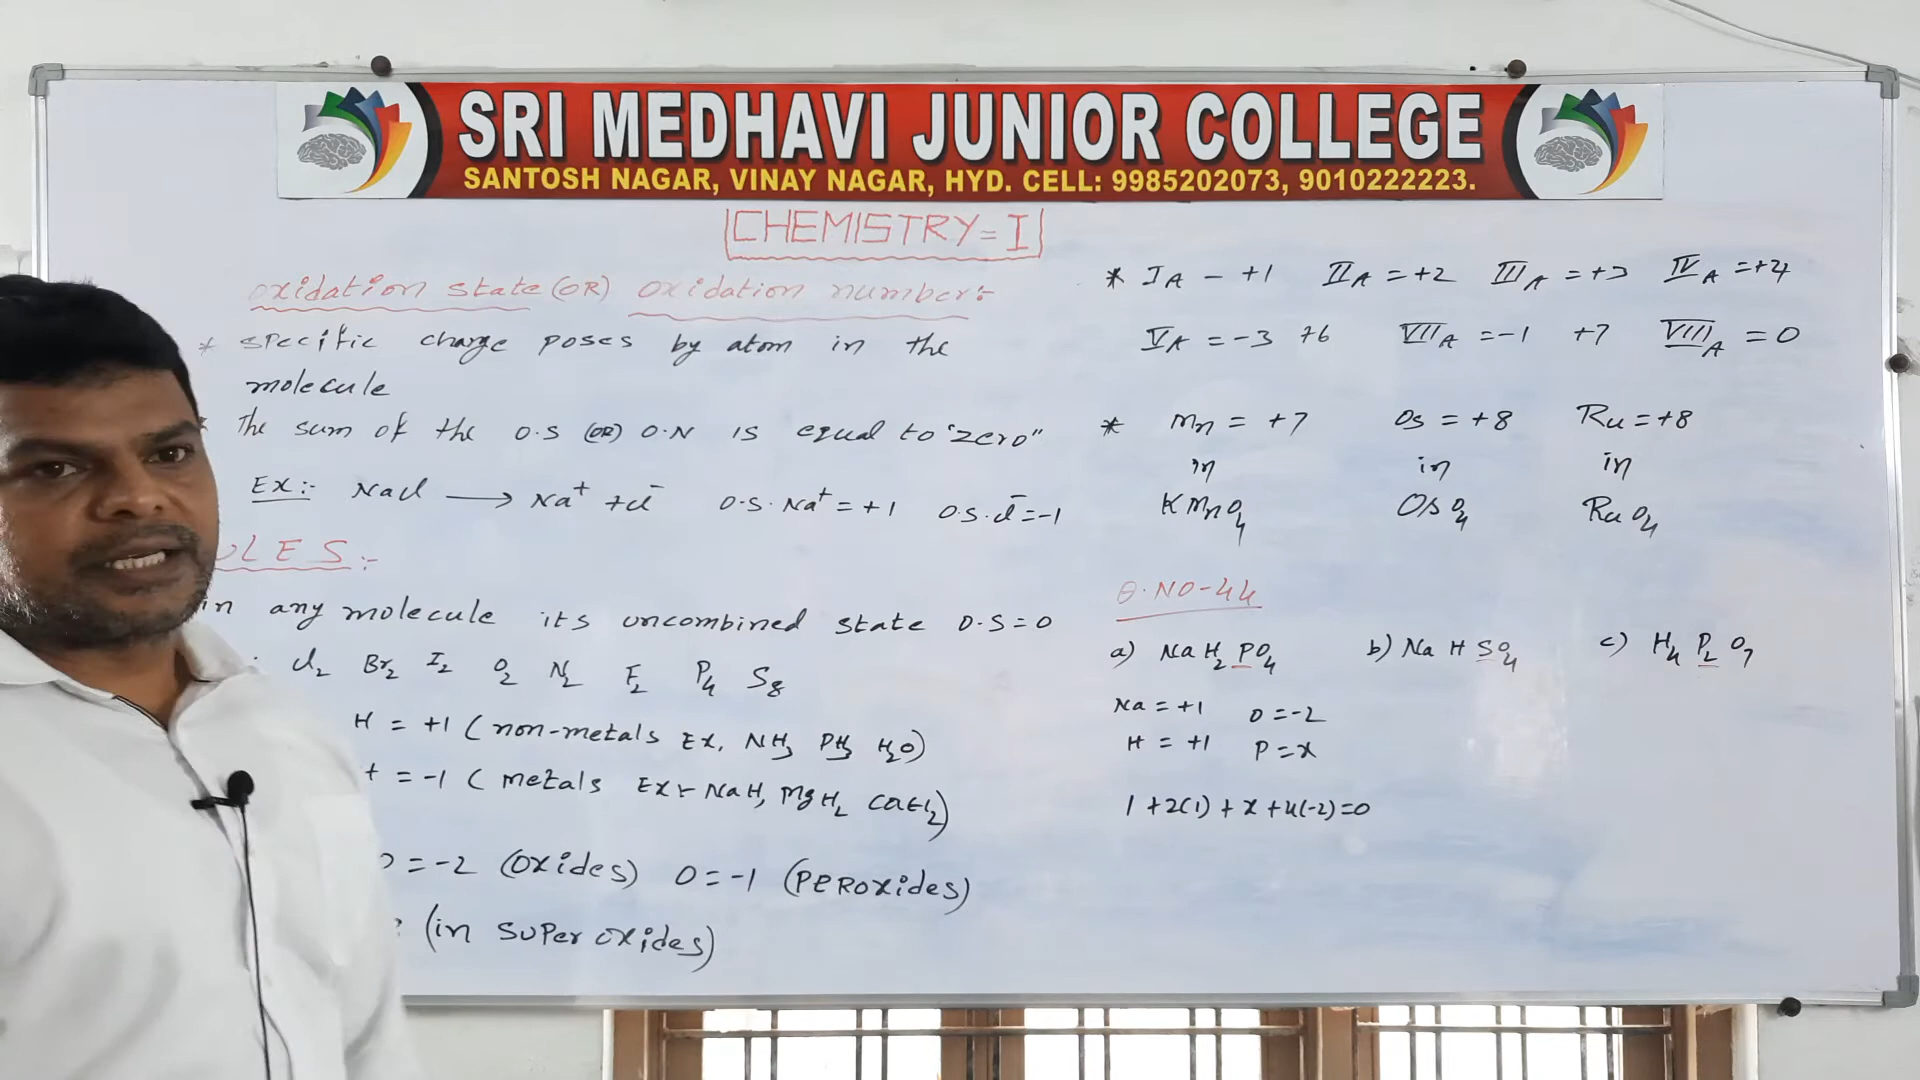 SRI MEDHAVI JUNIOR COLLEGE
SANTOSH NAGAR, VINAY NAGAR, HYD. CELL: 9985202073, 9010222223.
CHEMISTRY=I
oxidation state (OR) oxidation number:-
* specific charge poses by atom in the
molecule
* The sum of the O.S (OR) O.N is equal to "zero"
Ex:- NaCl ⟶ Na⁺ + Cl⁻ O.S. Na⁺ = +1 O.S. Cl⁻ = -1
ULES:-
in any molecule its uncombined state O.S=0
Cl₂ Br₂ I₂ O₂ N₂ F₂ P₄ S₈
H = +1 (non-metals Ex, NH₃ PH₃ H₂O)
= -1 (metals Ex:- NaH, MgH₂
= -2 (oxides) O = -1 (PEROxides)
(in super oxides)
* IA - +1 IIA = +2 IIIA = +3 IVA = +4
VA = -3 +6 VIIA = -1 +7 VIIIA = 0
* Mn = +7 Os = +8 Ru = +8
in in in
KMnO₄ OsO₄ RuO₄
Q.NO-44
a) NaH₂PO₄ b) NaHSO₄ c) H₄P₂O₇
Na = +1 O = -2
H = +1 P = x
1 + 2(1) + x + 4(-2) = 0